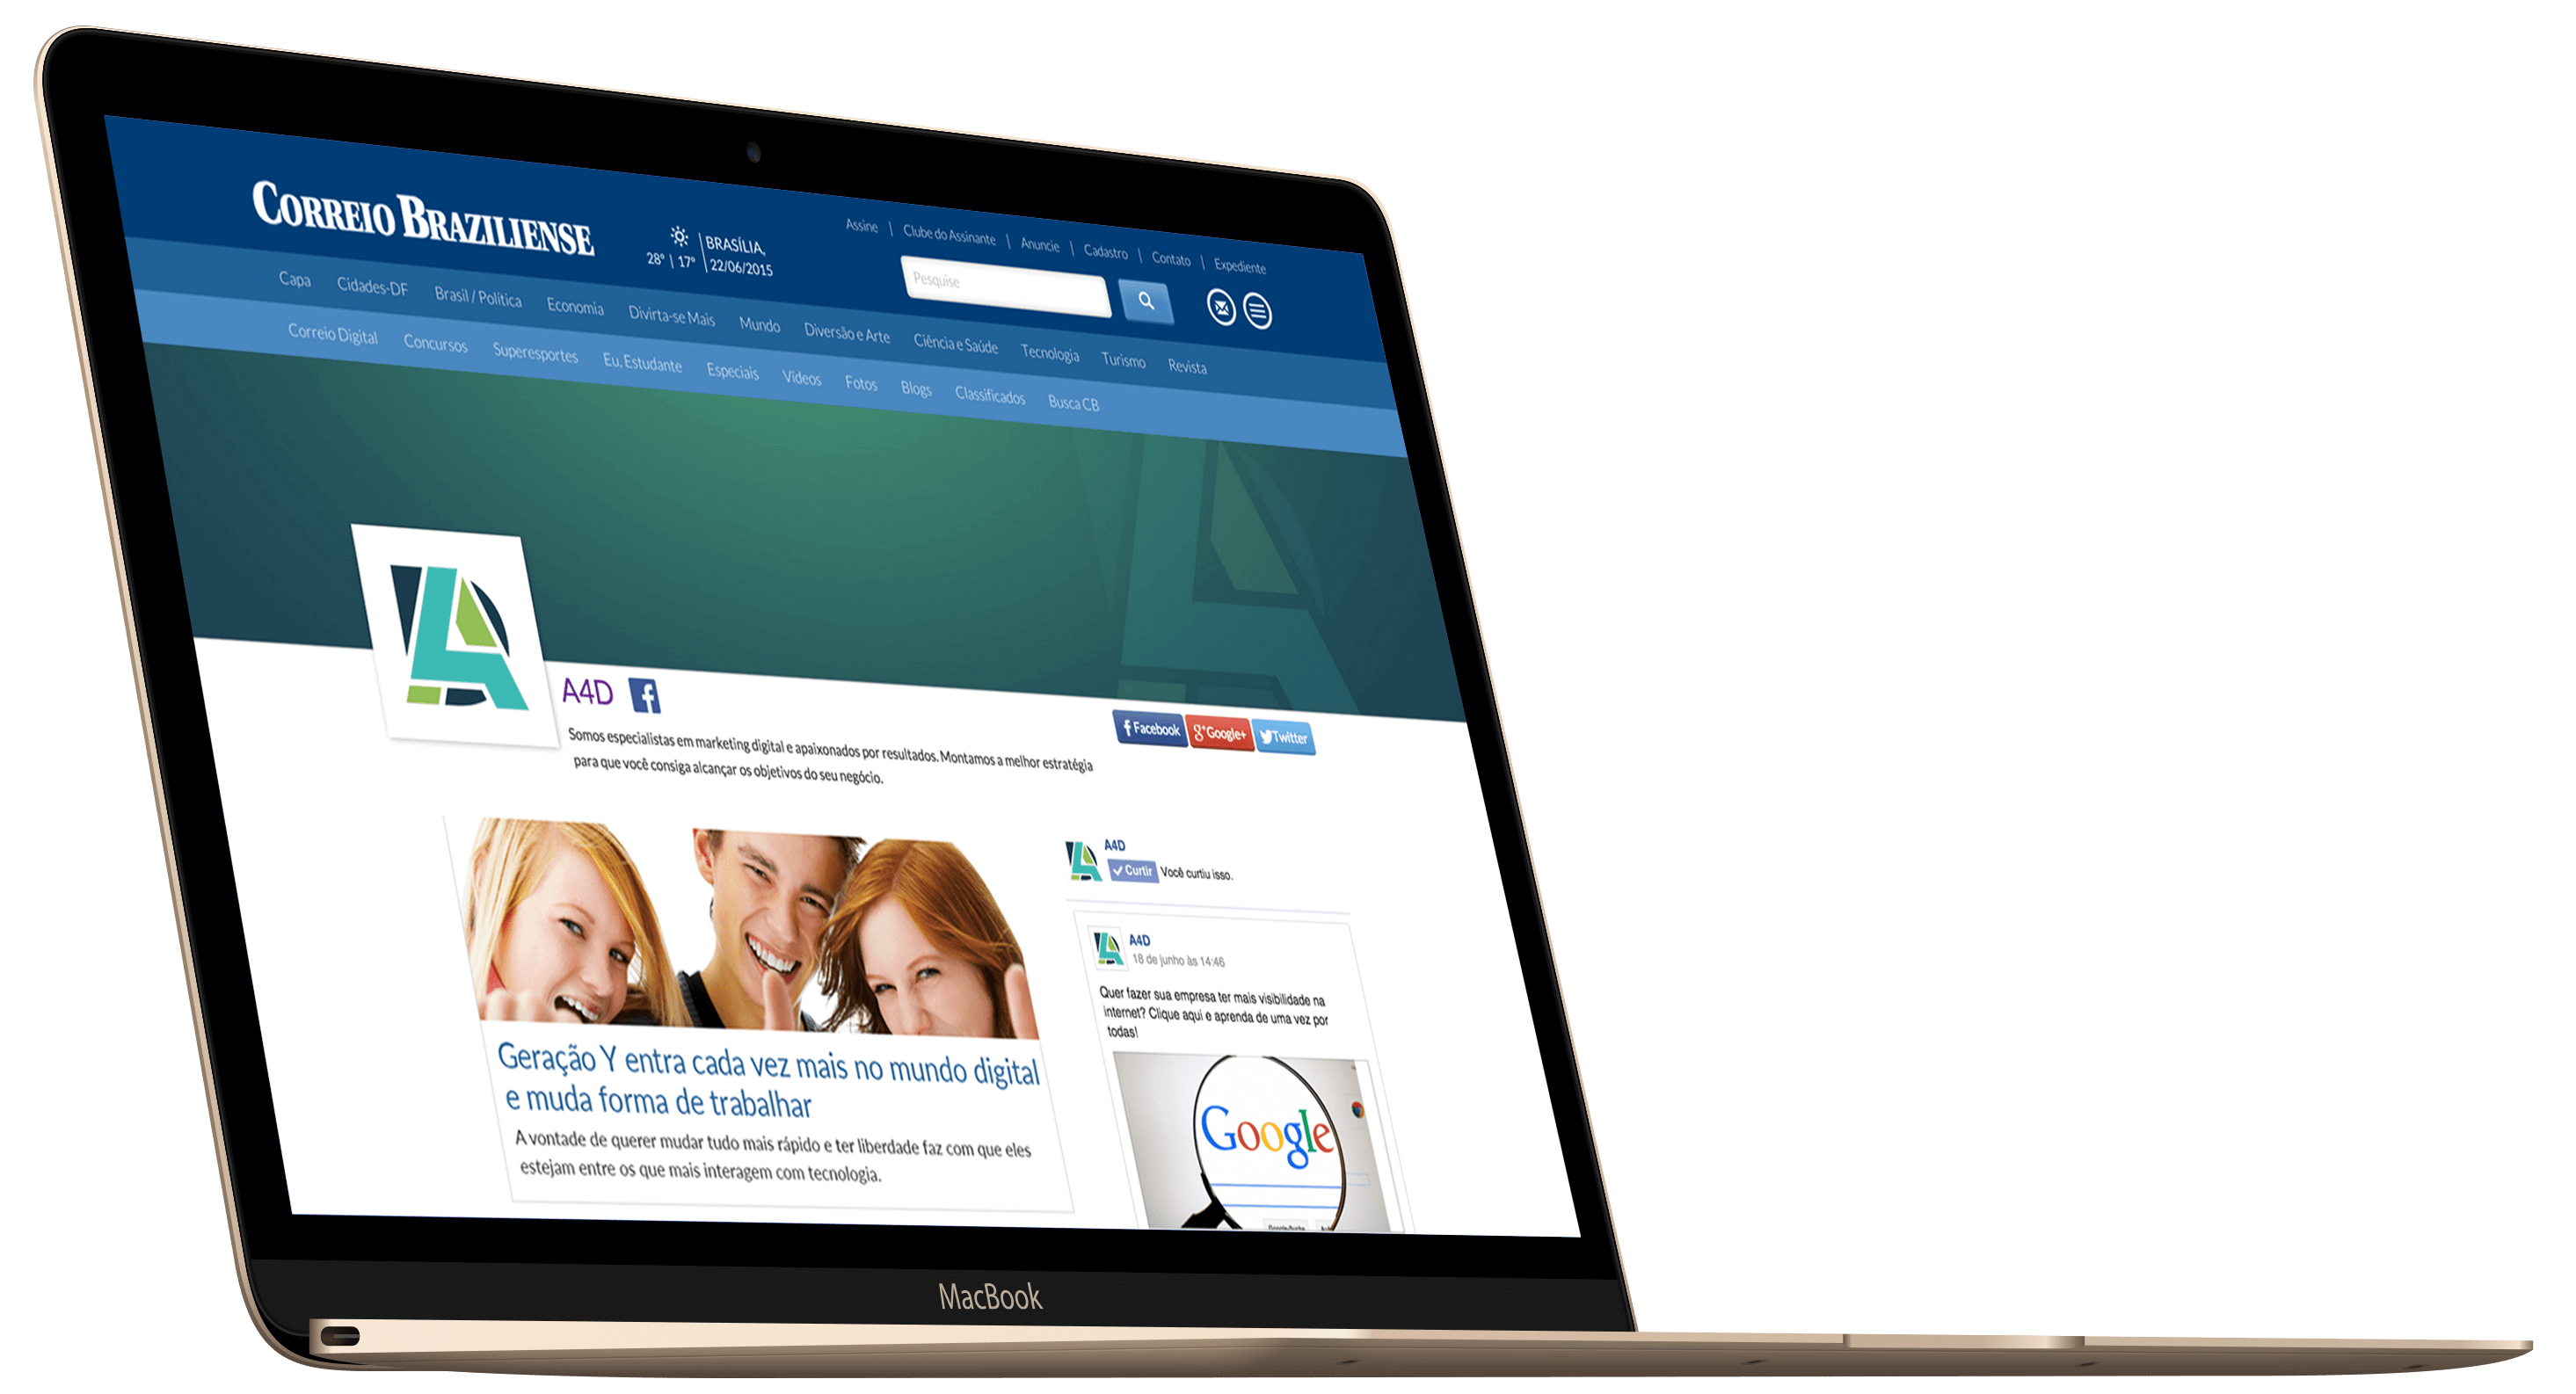 CORREIO BRAZILIENSE
28° | 17°
BRASÍLIA,
22/06/2015
Assine | Clube do Assinante | Anuncie | Cadastro | Contato | Expediente
Pesquise
Capa Cidades-DF Brasil / Política Economia Divirta-se Mais Mundo Diversão e Arte Ciência e Saúde Tecnologia Turismo Revista
Correio Digital Concursos Superesportes Eu, Estudante Especiais Vídeos Fotos Blogs Classificados Busca CB
A4D f
Somos especialistas em marketing digital e apaixonados por resultados. Montamos a melhor estratégia
para que você consiga alcançar os objetivos do seu negócio.
f Facebook g+ Google+ Twitter
Geração Y entra cada vez mais no mundo digital
e muda forma de trabalhar
A vontade de querer mudar tudo mais rápido e ter liberdade faz com que eles
estejam entre os que mais interagem com tecnologia.
A4D
Curtir Você curtiu isso.
A4D
18 de junho às 14:46
Quer fazer sua empresa ter mais visibilidade na
internet? Clique aqui e aprenda de uma vez por
todas!
Google
MacBook